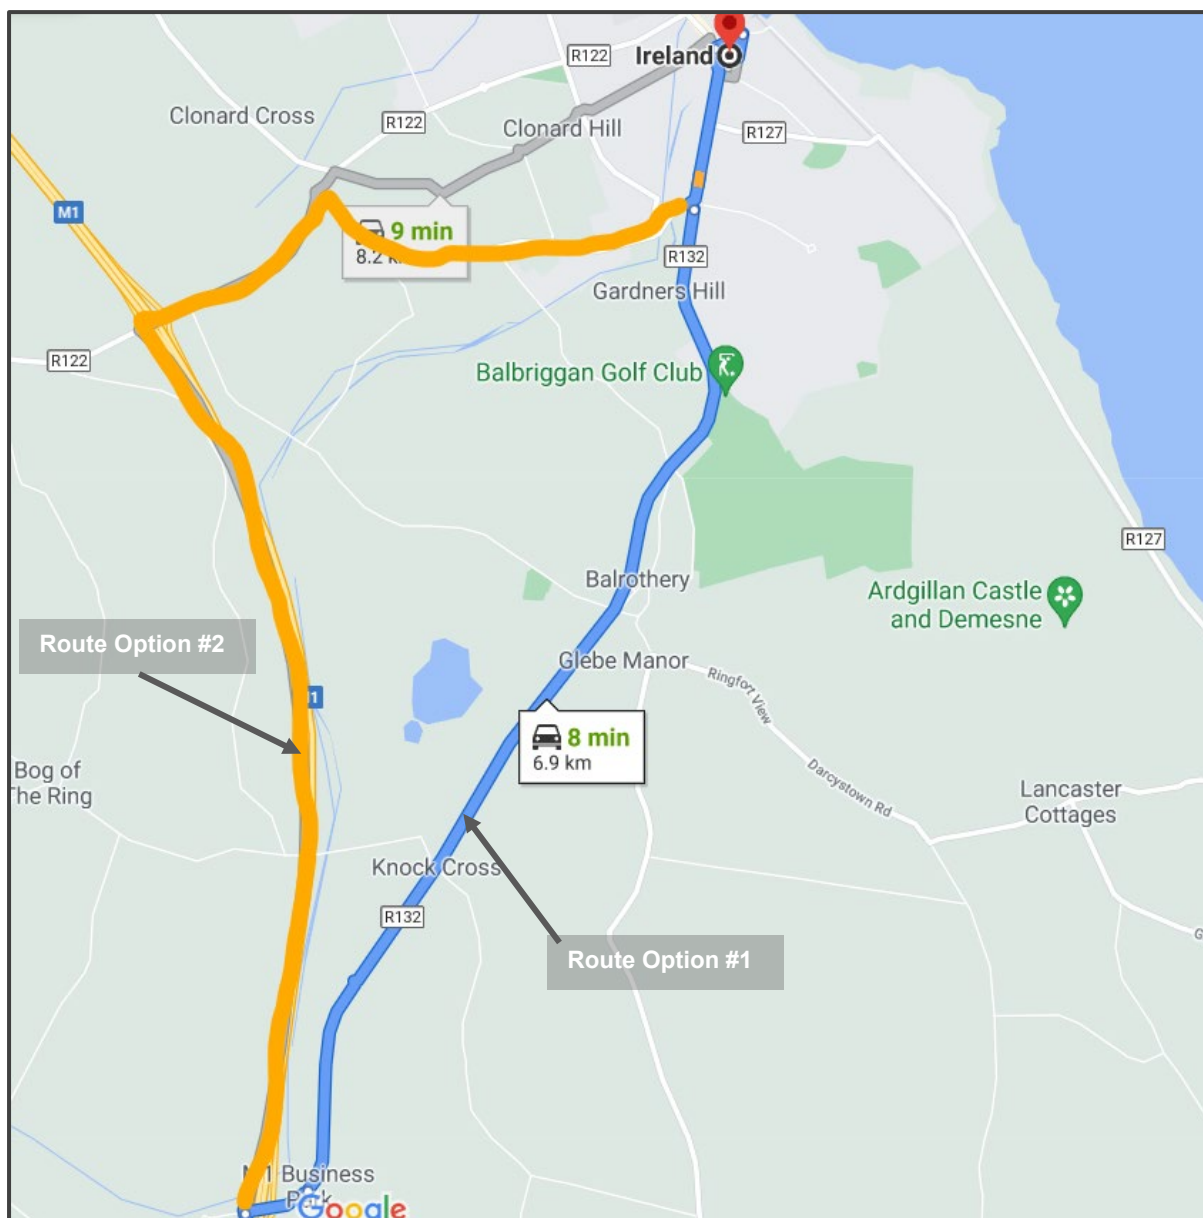 Ireland
R122
Clonard Cross
R122
Clonard Hill
R127
M1
9 min
8.2
R132
Gardners Hill
R122
Balbriggan Golf Club
R127
Balrothery
Ardgillan Castle
and Demesne
Route Option #2
Glebe Manor
Ringfort View
8 min
6.9 km
Bog of
The Ring
Darcystown Rd
Lancaster
Cottages
Knock Cross
R132
G
Route Option #1
Business
Google